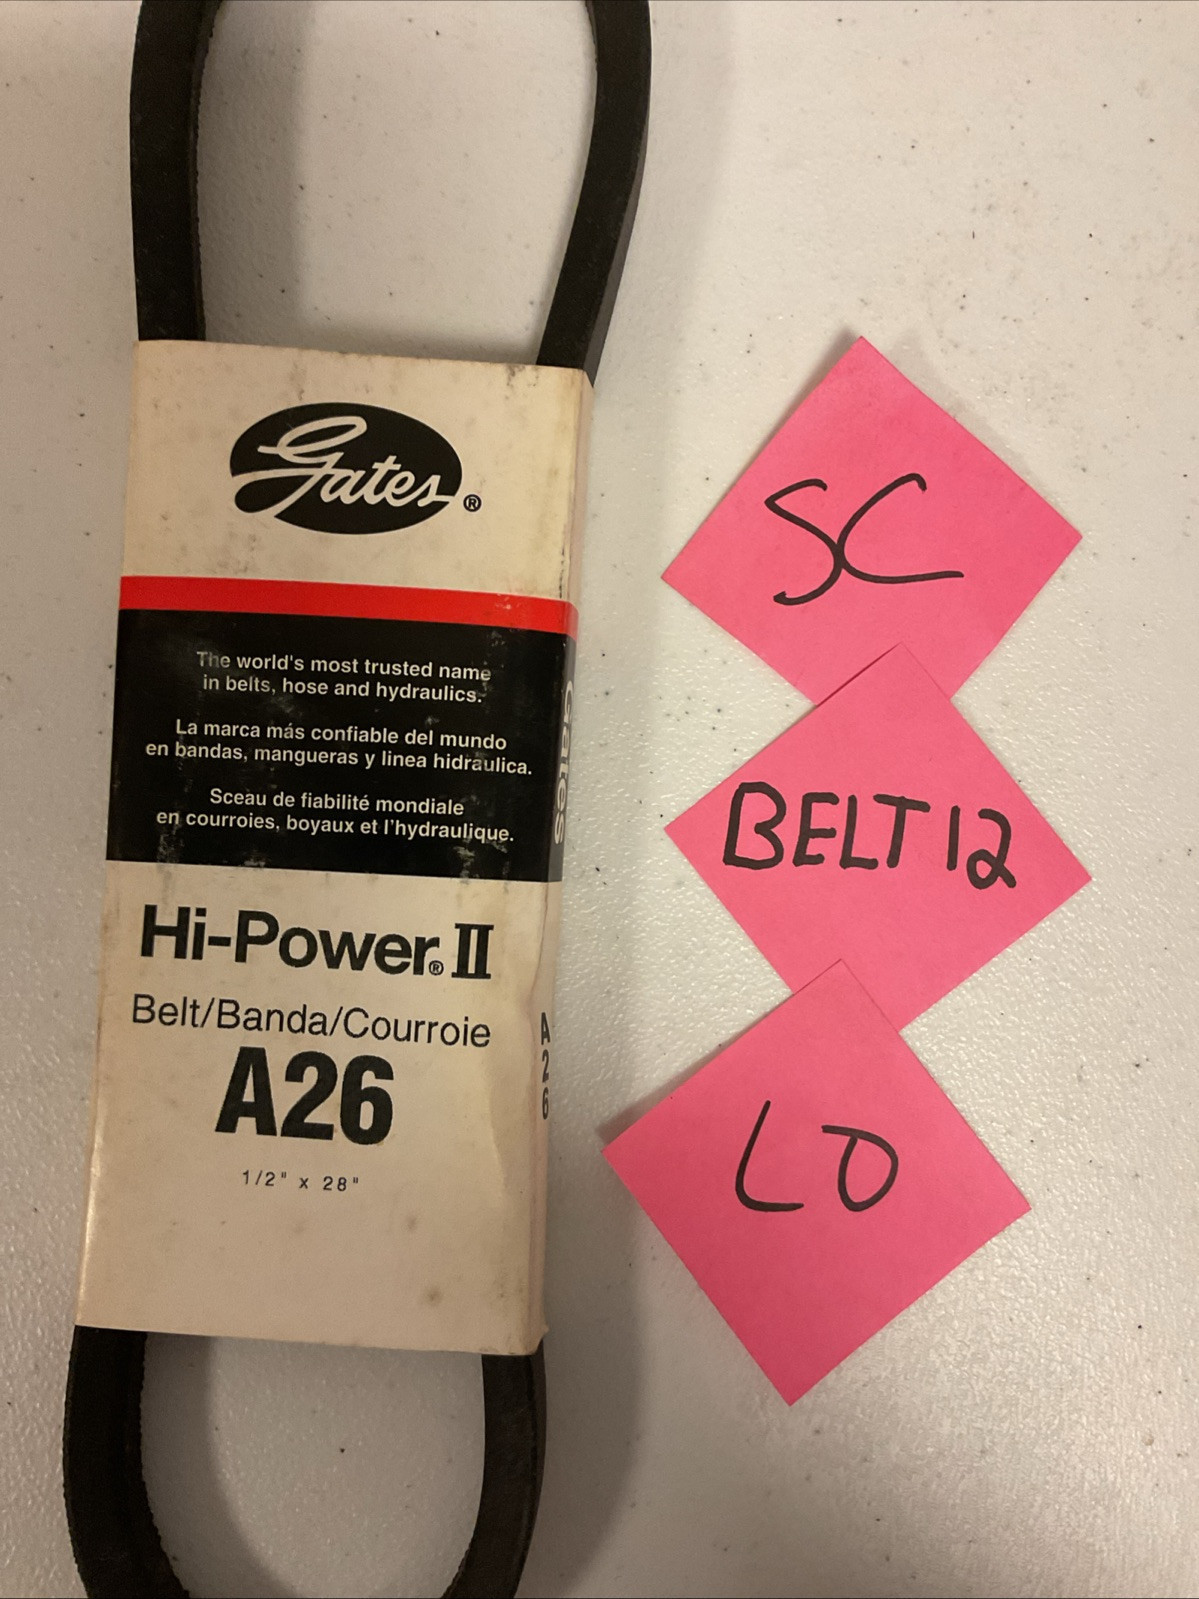 Gates®
The world's most trusted name
in belts, hose and hydraulics.
La marca más confiable del mundo
en bandas, mangueras y linea hidraulica.
Sceau de fiabilité mondiale
en courroies, boyaux et l'hydraulique.
Hi-Power® II
Belt/Banda/Courroie
A26
1/2" x 28"
Gates
A26
SC
BELT 12
LO